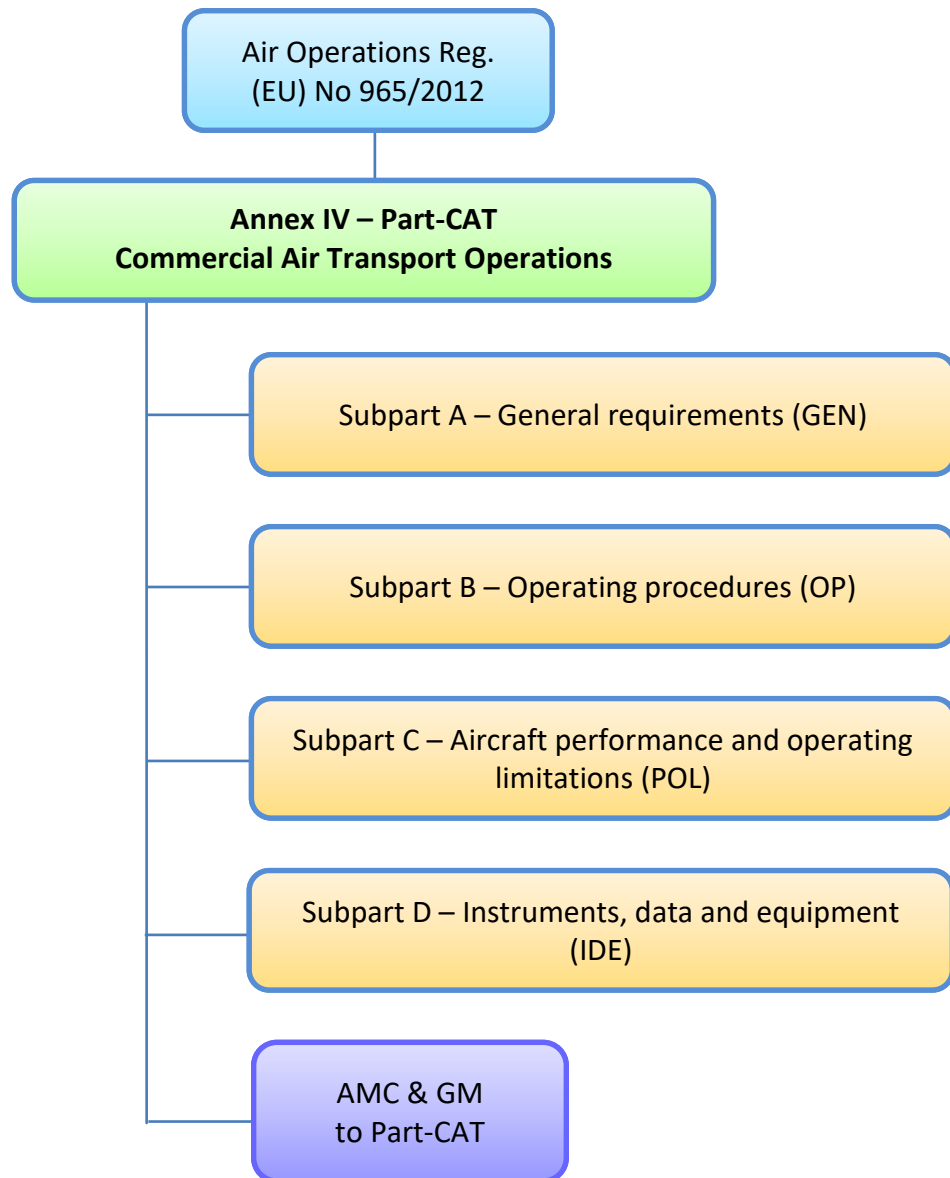 Air Operations Reg.
(EU) No 965/2012
Annex IV – Part-CAT
Commercial Air Transport Operations
Subpart A – General requirements (GEN)
Subpart B – Operating procedures (OP)
Subpart C – Aircraft performance and operating
limitations (POL)
Subpart D – Instruments, data and equipment
(IDE)
AMC & GM
to Part-CAT